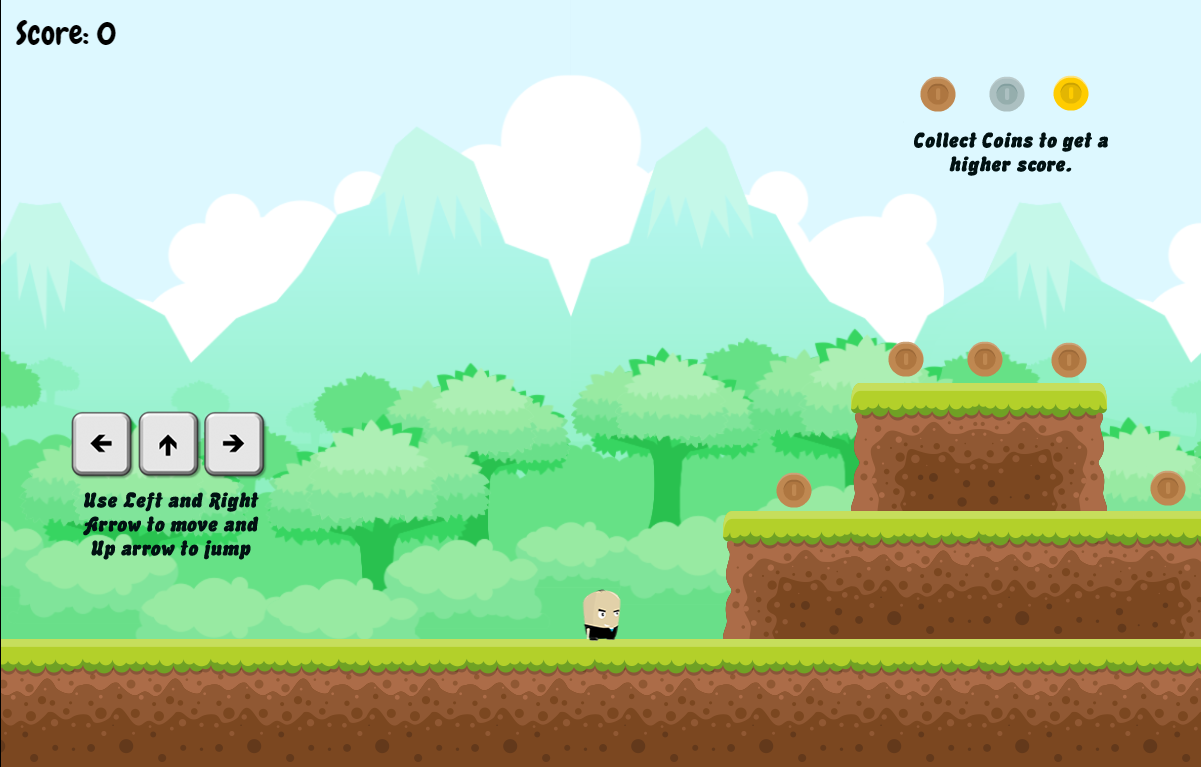 Score: 0
Collect Coins to get a
higher score.
Use Left and Right
Arrow to move and
Up arrow to jump